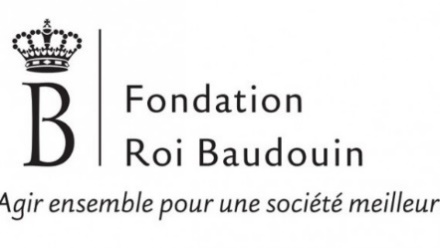 B
Fondation
Roi Baudouin
Agir ensemble pour une société meilleur